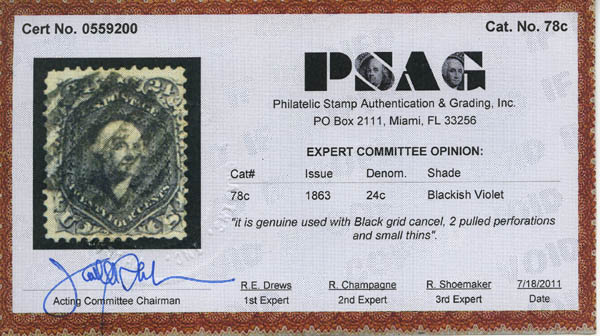 Cert No. 0559200
Cat. No. 78c
PSAG
Philatelic Stamp Authentication & Grading, Inc.
PO Box 2111, Miami, FL 33256
EXPERT COMMITTEE OPINION:
Cat# Issue Denom. Shade
78c 1863 24c Blackish Violet
"it is genuine used with Black grid cancel, 2 pulled perforations
and small thins".
R.E. Drews R. Champagne R. Shoemaker 7/18/2011
Acting Committee Chairman 1st Expert 2nd Expert 3rd Expert Date